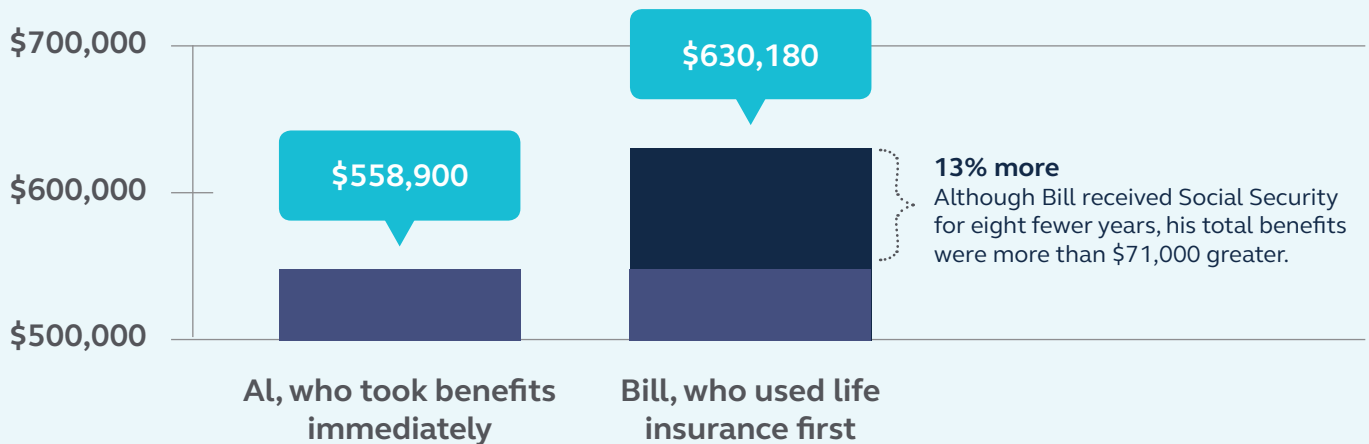 $700,000
$630,180
$558,900
$600,000
13% more
Although Bill received Social Security
for eight fewer years, his total benefits
were more than $71,000 greater.
$500,000
Al, who took benefits
immediately
Bill, who used life
insurance first